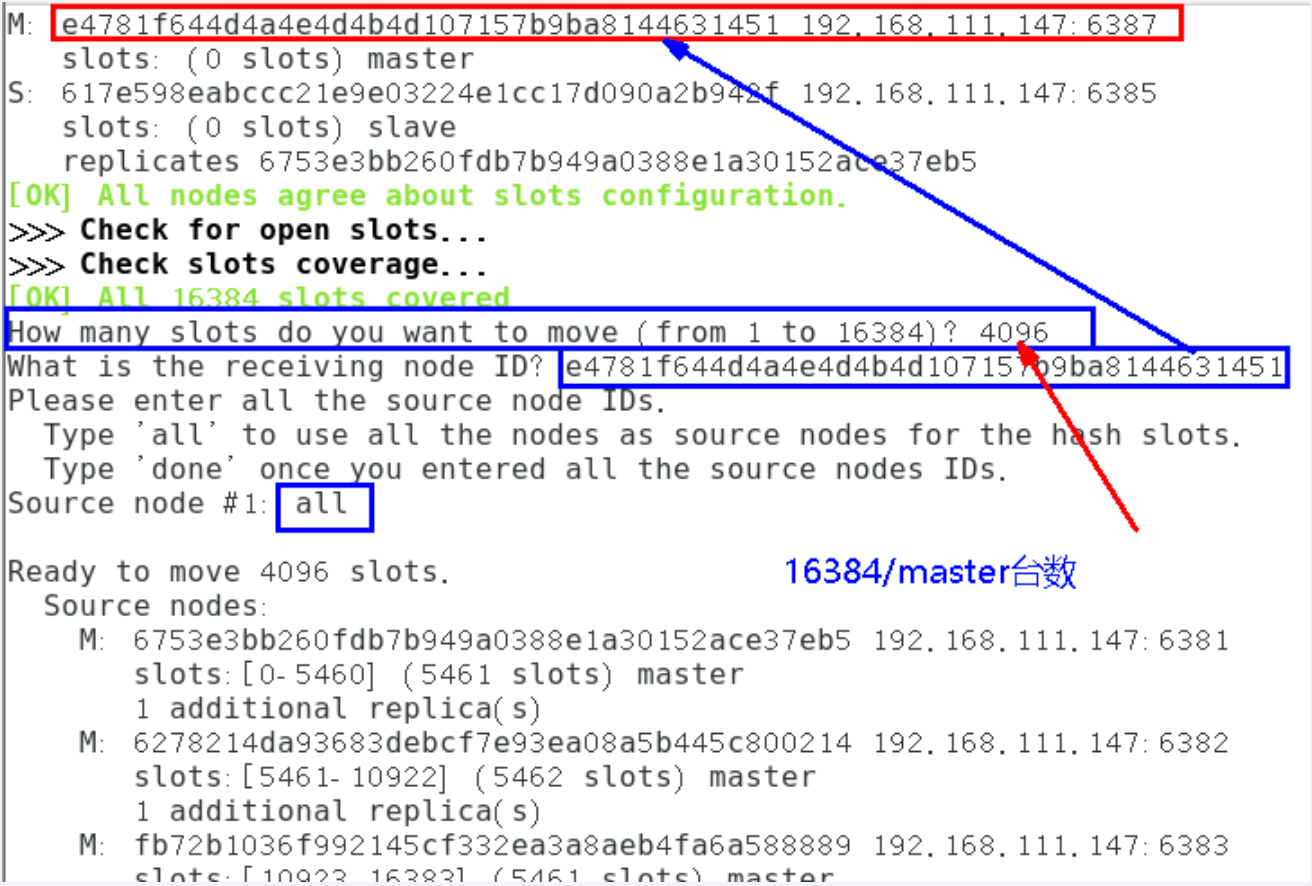 M: e4781f644d4a4e4d4b4d107157b9ba8144631451 192.168.111.147:6387
slots: (0 slots) master
S: 617e598eabccc21e9e03224e1cc17d090a2b942f 192.168.111.147:6385
slots: (0 slots) slave
replicates 6753e3bb260fdb7b949a0388e1a30152ace37eb5
[OK] All nodes agree about slots configuration.
>>> Check for open slots...
>>> Check slots coverage...
[OK] All 16384 slots covered
How many slots do you want to move (from 1 to 16384)? 4096
What is the receiving node ID? e4781f644d4a4e4d4b4d107157b9ba8144631451
Please enter all the source node IDs.
Type 'all' to use all the nodes as source nodes for the hash slots.
Type 'done' once you entered all the source nodes IDs.
Source node #1: all
Ready to move 4096 slots.
16384/master台数
Source nodes:
M: 6753e3bb260fdb7b949a0388e1a30152ace37eb5 192.168.111.147:6381
slots:[0-5460] (5461 slots) master
1 additional replica(s)
M: 6278214da93683debcf7e93ea08a5b445c800214 192.168.111.147:6382
slots:[5461-10922] (5462 slots) master
1 additional replica(s)
M: fb72b1036f992145cf332ea3a8aeb4fa6a588889 192.168.111.147:6383
slots:[10923-16383] (5461 slots) master